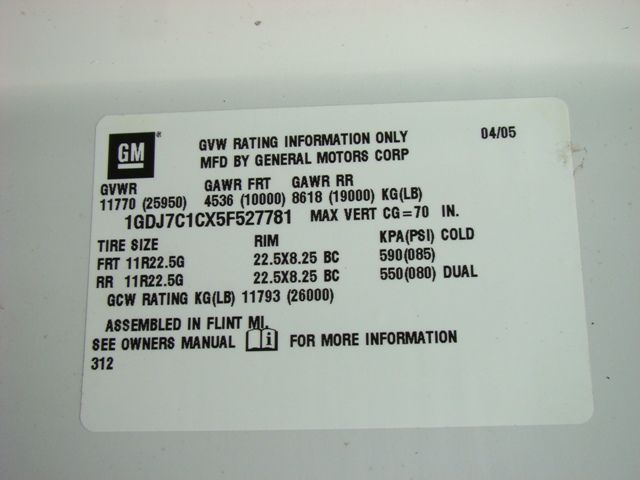 GM
GVW RATING INFORMATION ONLY 04/05
MFD BY GENERAL MOTORS CORP
GVWR GAWR FRT GAWR RR
11770 (25950) 4536 (10000) 8618 (19000) KG(LB)
1GDJ7C1CX5F527781 MAX VERT CG=70 IN.
TIRE SIZE RIM KPA(PSI) COLD
FRT 11R22.5G 22.5X8.25 BC 590(085)
RR 11R22.5G 22.5X8.25 BC 550(080) DUAL
GCW RATING KG(LB) 11793 (26000)
ASSEMBLED IN FLINT MI.
SEE OWNERS MANUAL i FOR MORE INFORMATION
312